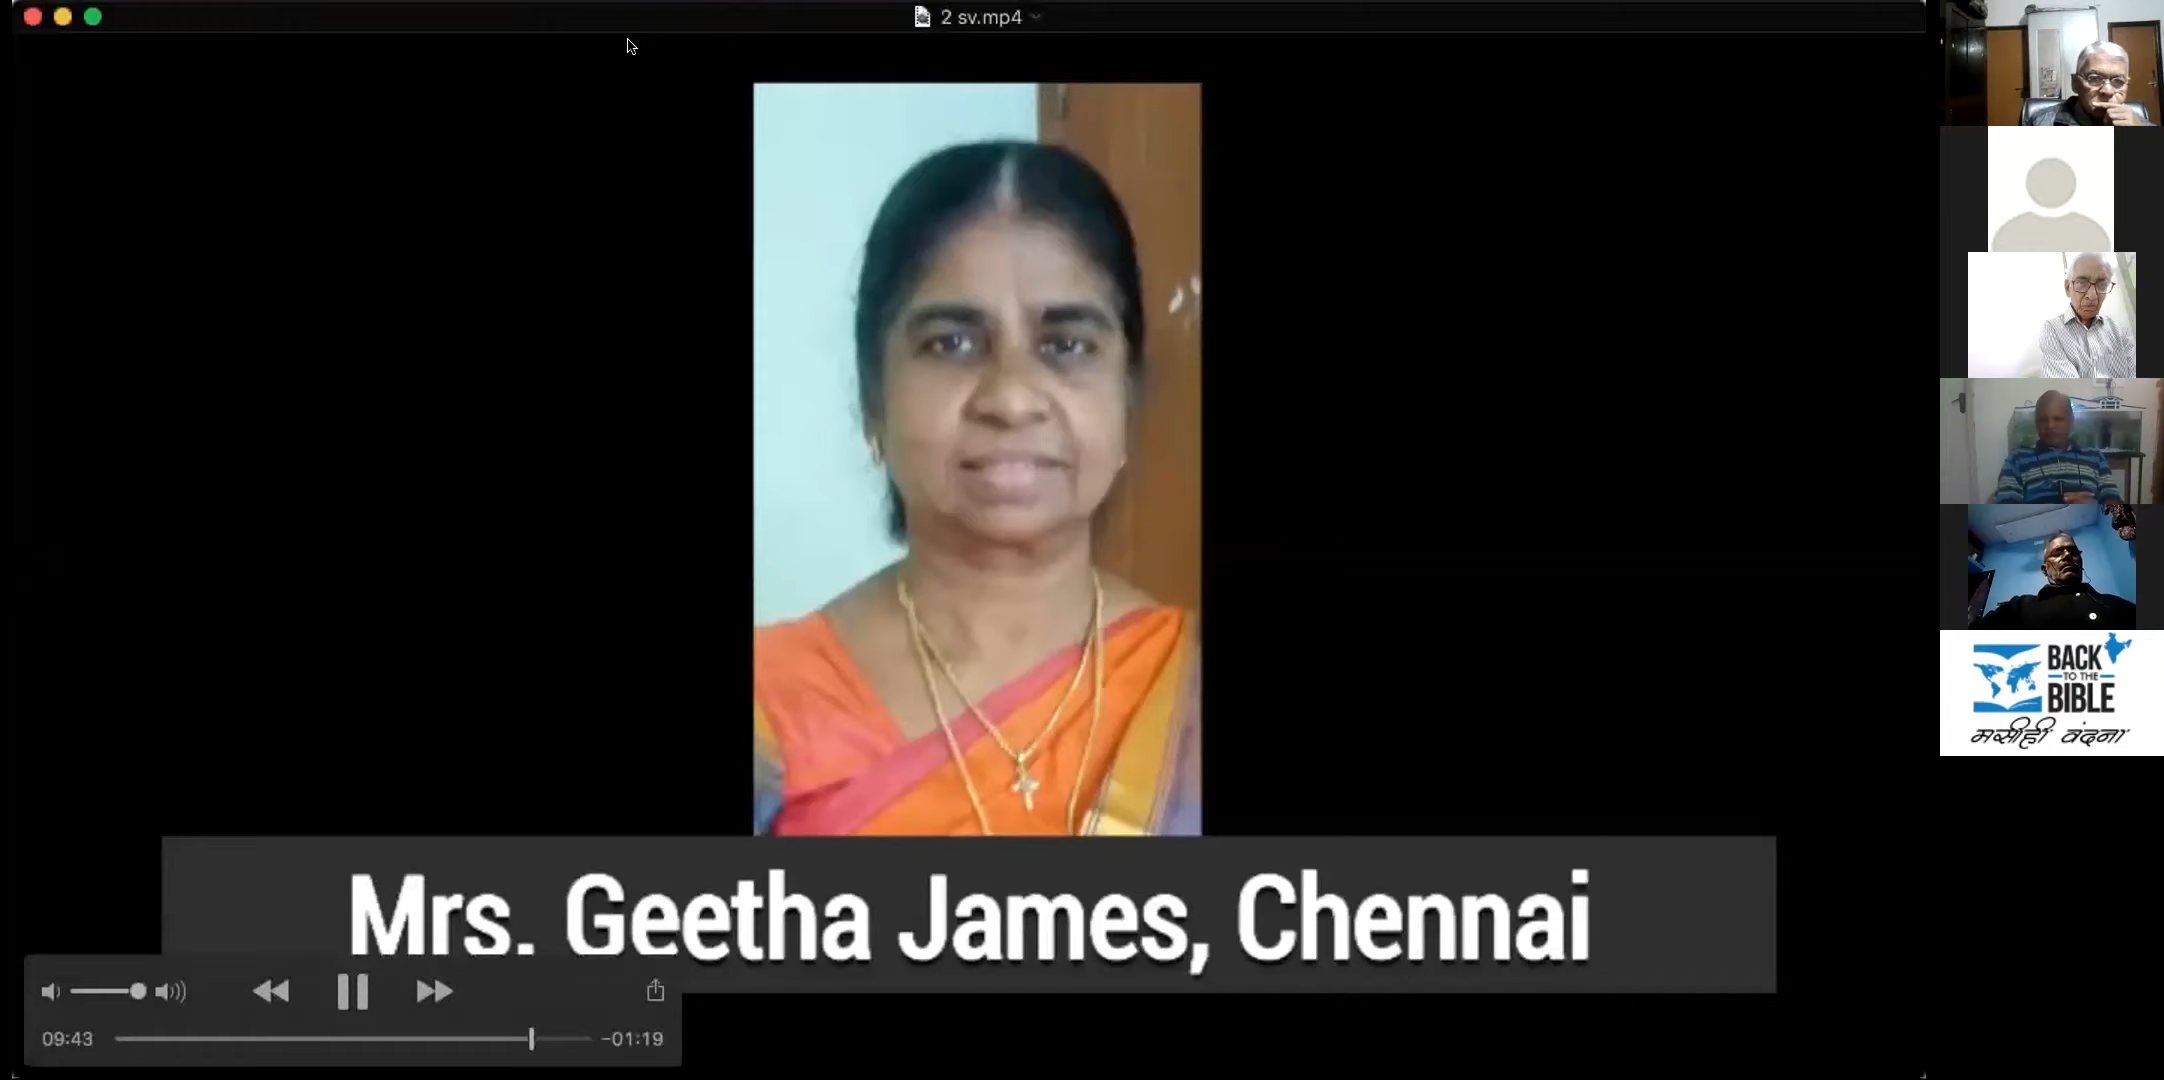 2 sv.mp4
Mrs. Geetha James, Chennai
09:43
-01:19
BACK
TO THE
BIBLE
मसीही वंदना